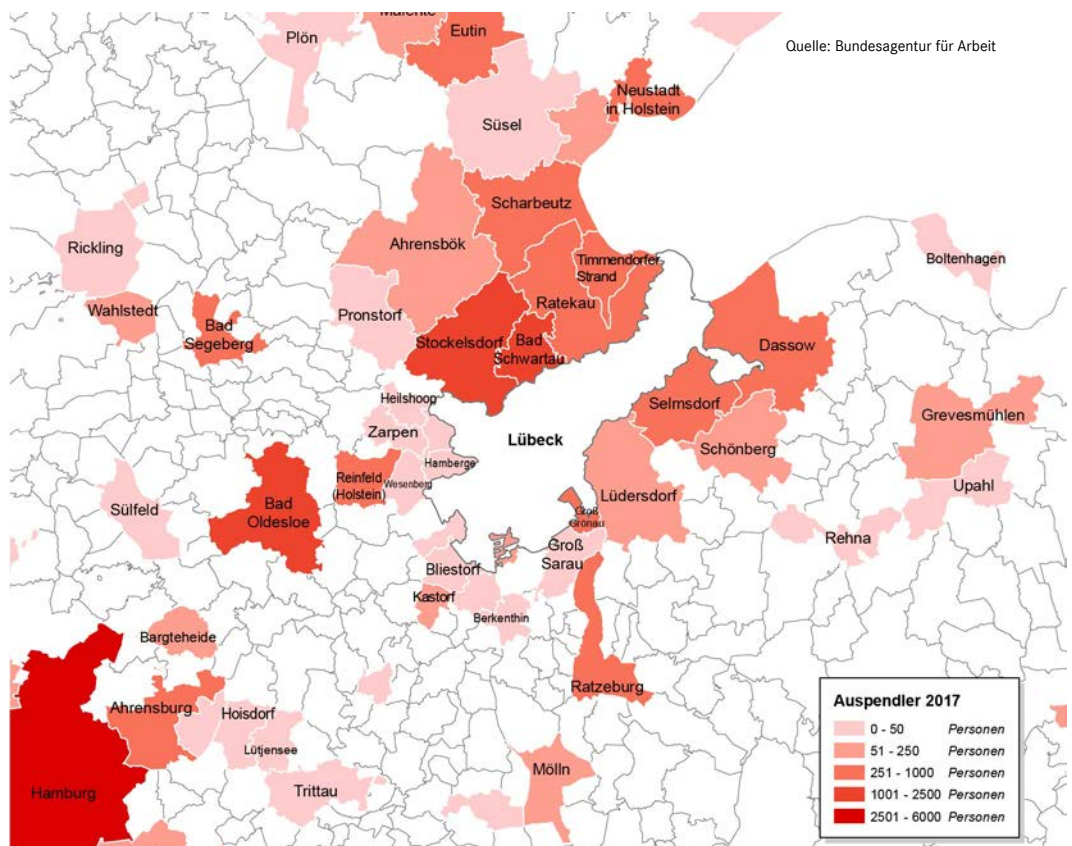 Malente
Plön
Eutin
Quelle: Bundesagentur für Arbeit
Neustadt
in Holstein
Süsel
Scharbeutz
Rickling
Ahrensbök
Timmendorfer
Strand
Boltenhagen
Wahlstedt
Pronstorf
Ratekau
Bad
Segeberg
Stockelsdorf
Bad
Schwartau
Dassow
Heilshoop
Selmsdorf
Grevesmühlen
Zarpen
Lübeck
Schönberg
Hamberge
Reinfeld
(Holstein)
Wesenberg
Upahl
Sülfeld
Bad
Oldesloe
Lüdersdorf
Groß
Grönau
Rehna
Groß
Sarau
Bliestorf
Kastorf
Berkenthin
Bargteheide
Ratzeburg
Ahrensburg
Hoisdorf
Lütjensee
Mölln
Hamburg
Trittau
Auspendler 2017
0 - 50 Personen
51 - 250 Personen
251 - 1000 Personen
1001 - 2500 Personen
2501 - 6000 Personen